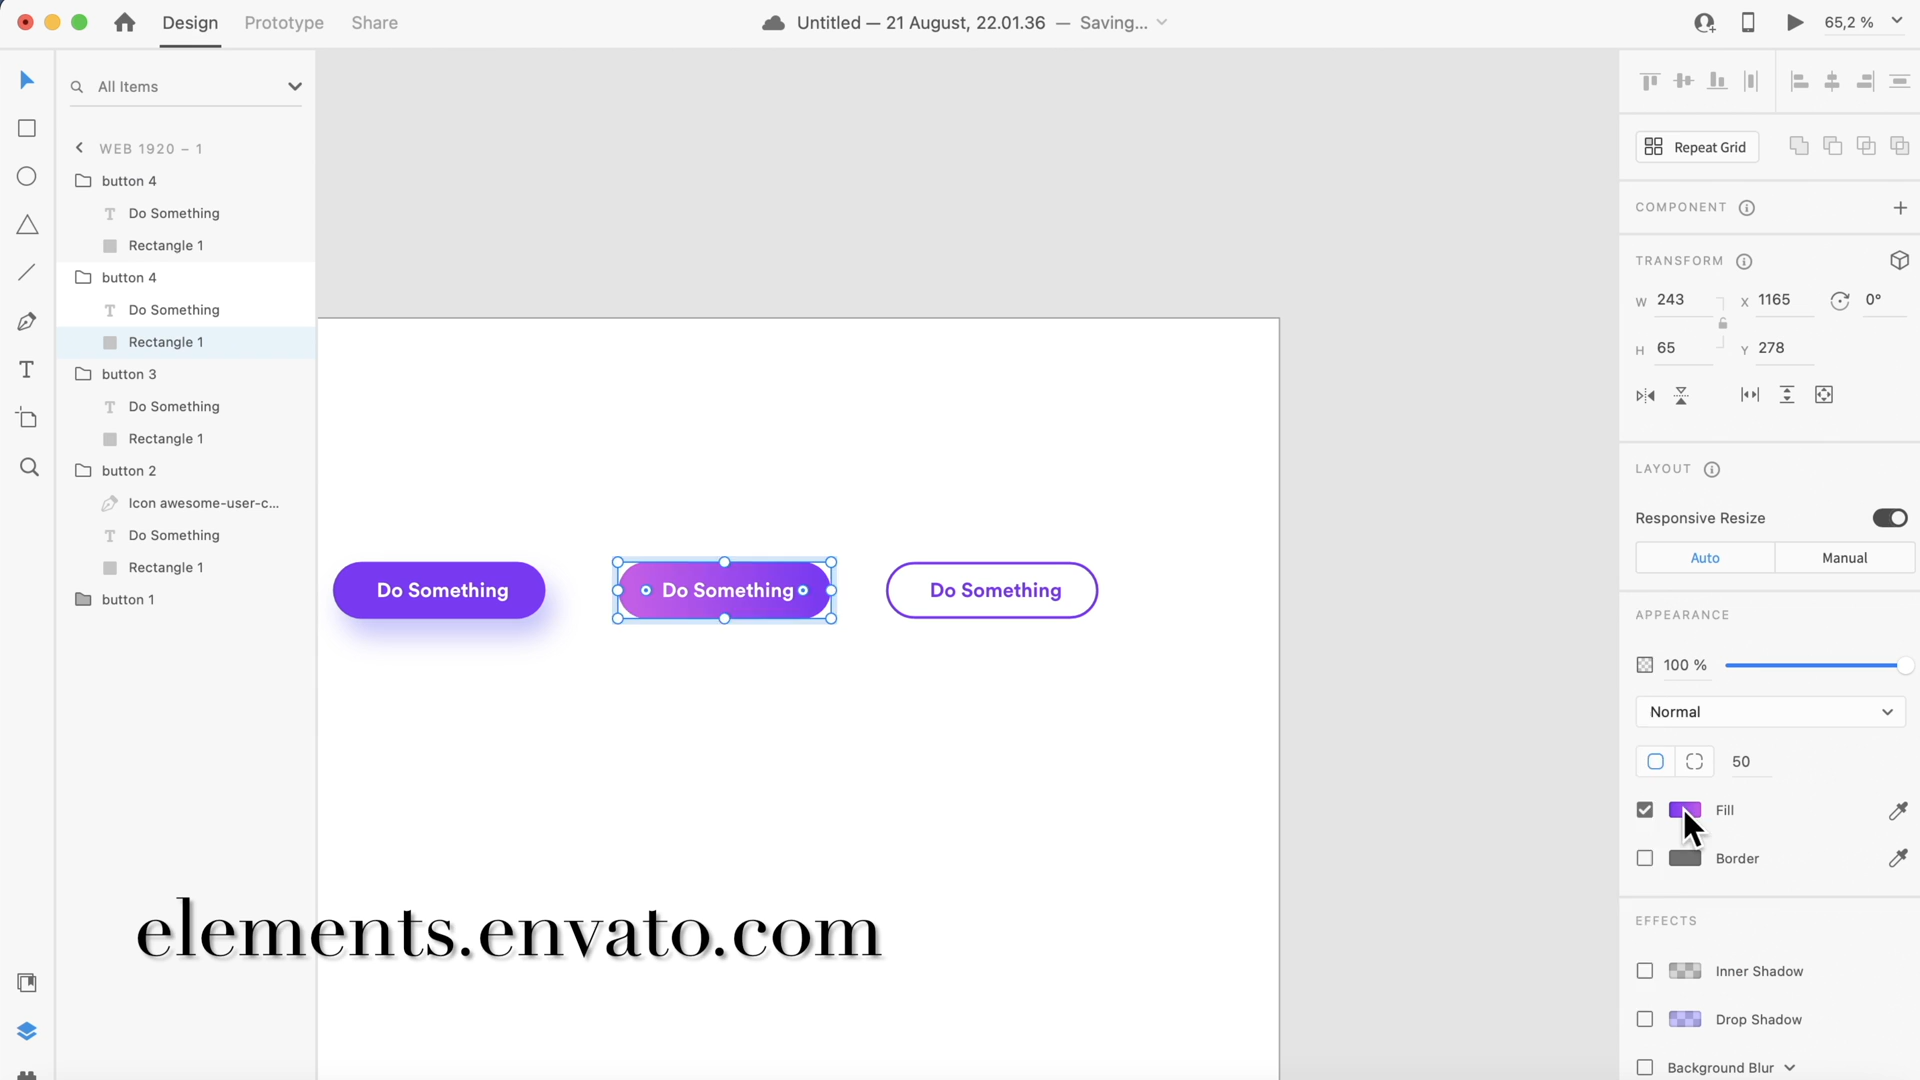 Design Prototype Share
Untitled — 21 August, 22.01.36 — Saving...
65,2 %
All Items
WEB 1920 – 1
button 4
Do Something
Rectangle 1
button 4
Do Something
Rectangle 1
button 3
Do Something
Rectangle 1
button 2
Icon awesome-user-c...
Do Something
Rectangle 1
button 1
Do Something
Do Something
Do Something
elements.envato.com
Repeat Grid
COMPONENT
TRANSFORM
W 243 X 1165 0°
H 65 Y 278
LAYOUT
Responsive Resize
Auto Manual
APPEARANCE
100 %
Normal
50
Fill
Border
EFFECTS
Inner Shadow
Drop Shadow
Background Blur